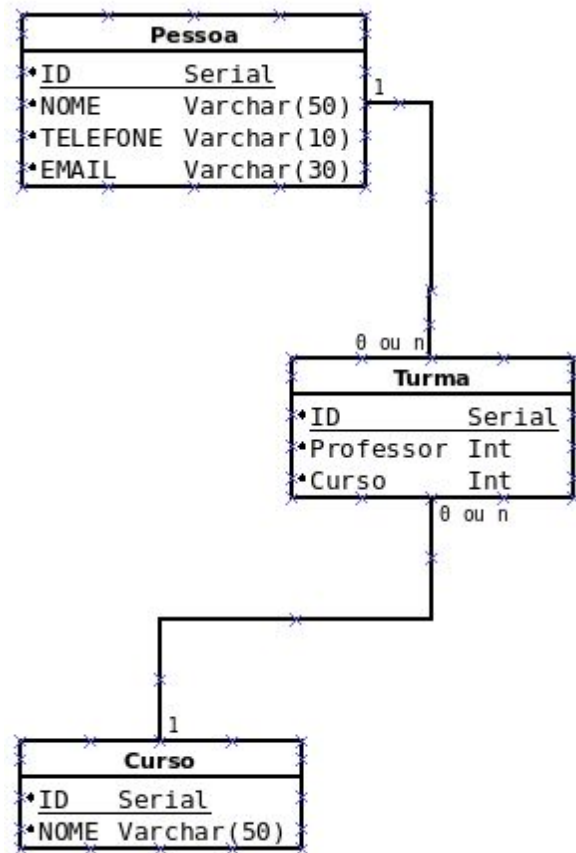 Pessoa
ID Serial
NOME Varchar(50)
TELEFONE Varchar(10)
EMAIL Varchar(30)
1
0 ou n
Turma
ID Serial
Professor Int
Curso Int
0 ou n
1
Curso
ID Serial
NOME Varchar(50)